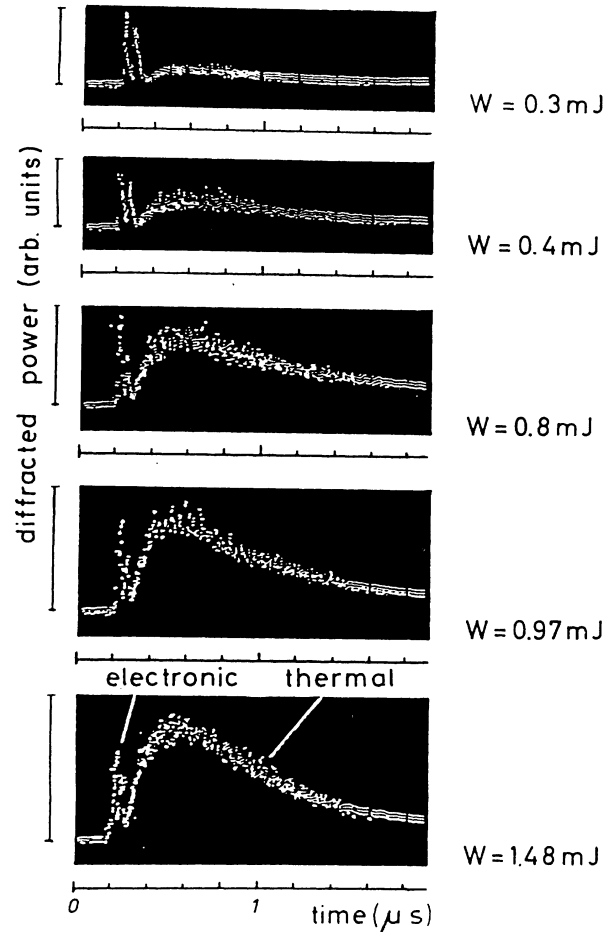 diffracted power (arb. units)
W = 0.3 mJ
W = 0.4 mJ
W = 0.8 mJ
W = 0.97 mJ
electronic thermal
W = 1.48 mJ
0 1
time (μs)